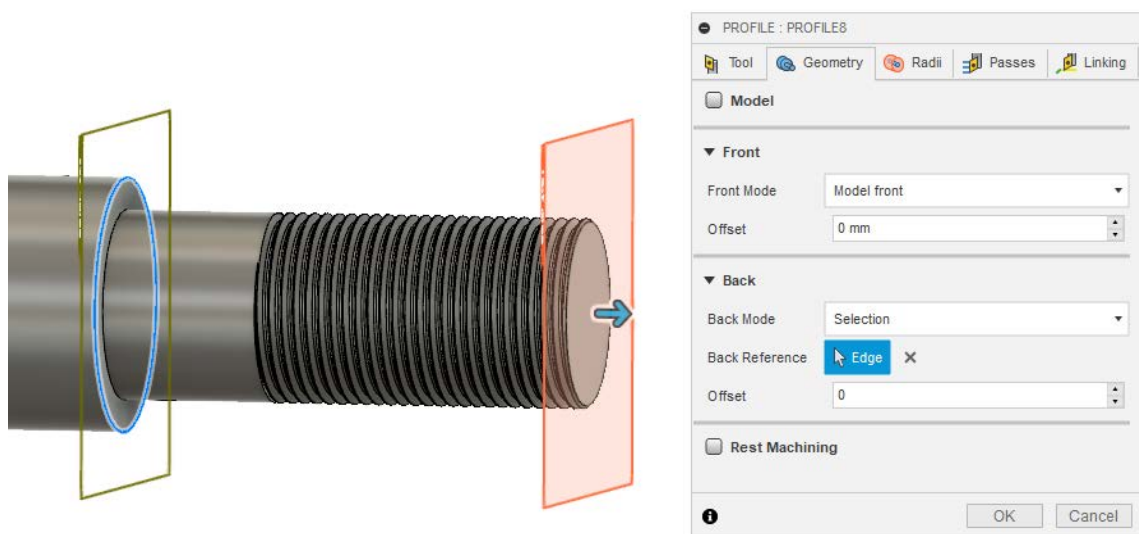 PROFILE : PROFILE8
Tool Geometry Radii Passes Linking
Model
Front
Front Mode Model front
Offset 0 mm
Back
Back Mode Selection
Back Reference Edge
Offset 0
Rest Machining
OK Cancel